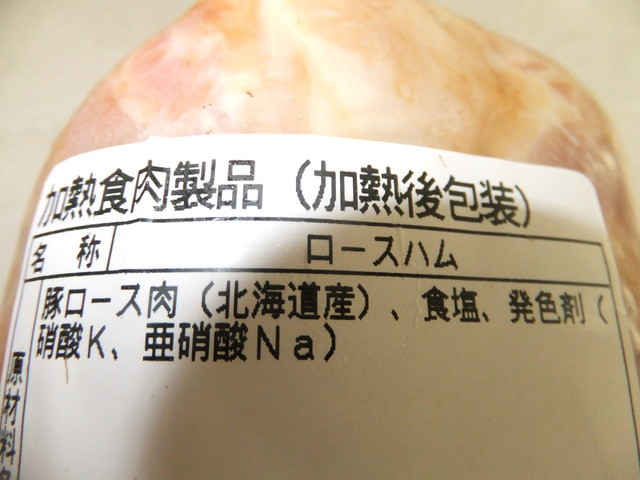 加熱食肉製品（加熱後包装）
名 称 ロースハム
豚ロース肉（北海道産）、食塩、発色剤（
硝酸K、亜硝酸Na）
原材料名